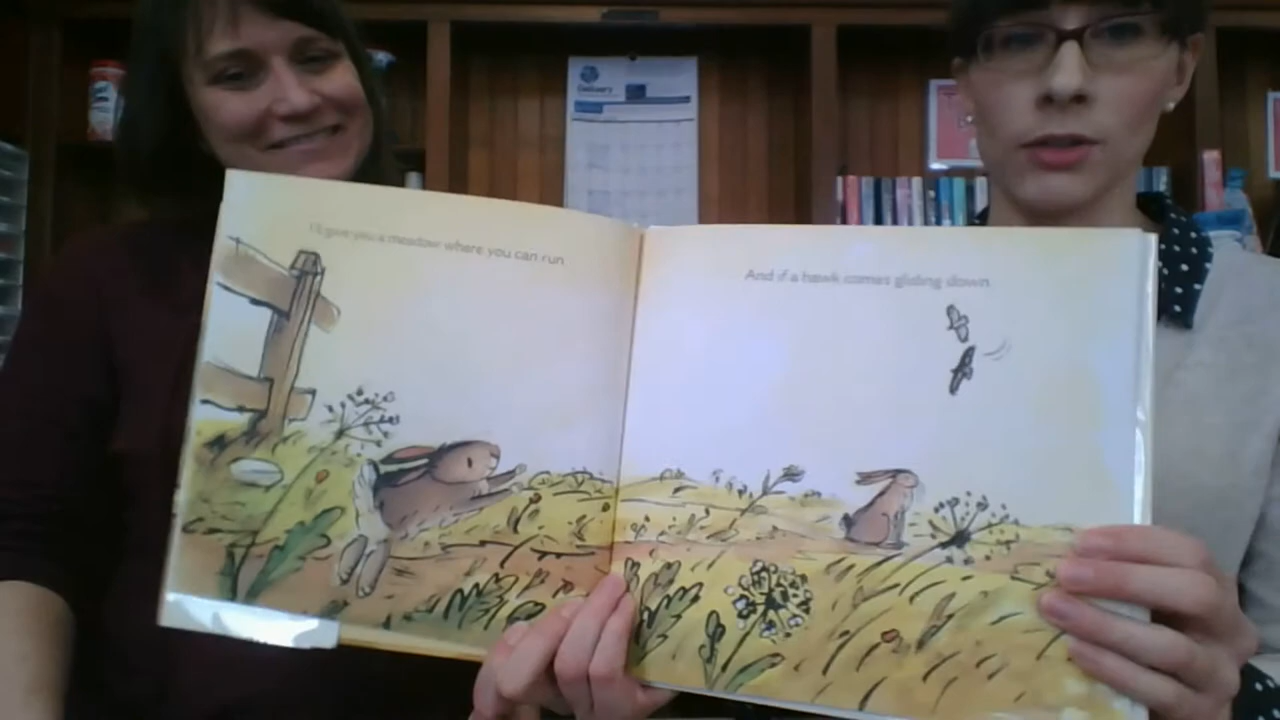 I'll give you a meadow where you can run
And if a hawk comes gliding down